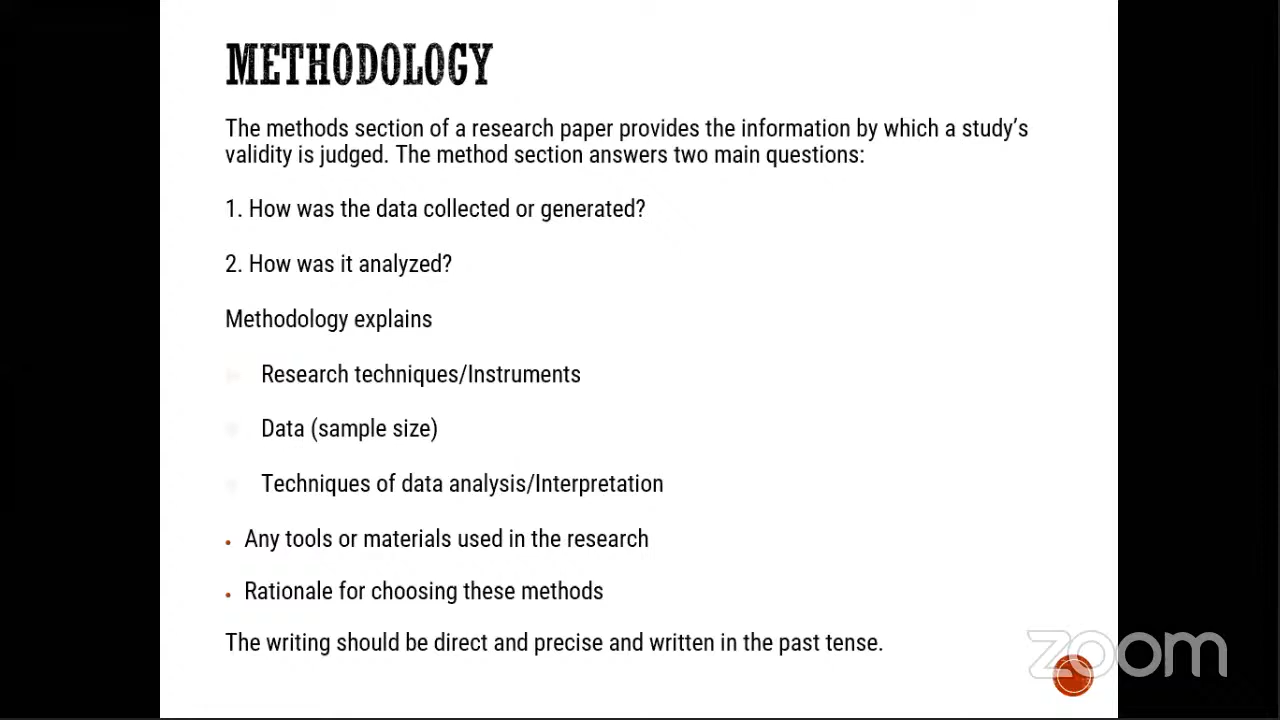 METHODOLOGY
The methods section of a research paper provides the information by which a study's
validity is judged. The method section answers two main questions:
1. How was the data collected or generated?
2. How was it analyzed?
Methodology explains
Research techniques/Instruments
Data (sample size)
Techniques of data analysis/Interpretation
• Any tools or materials used in the research
• Rationale for choosing these methods
The writing should be direct and precise and written in the past tense.
zoom